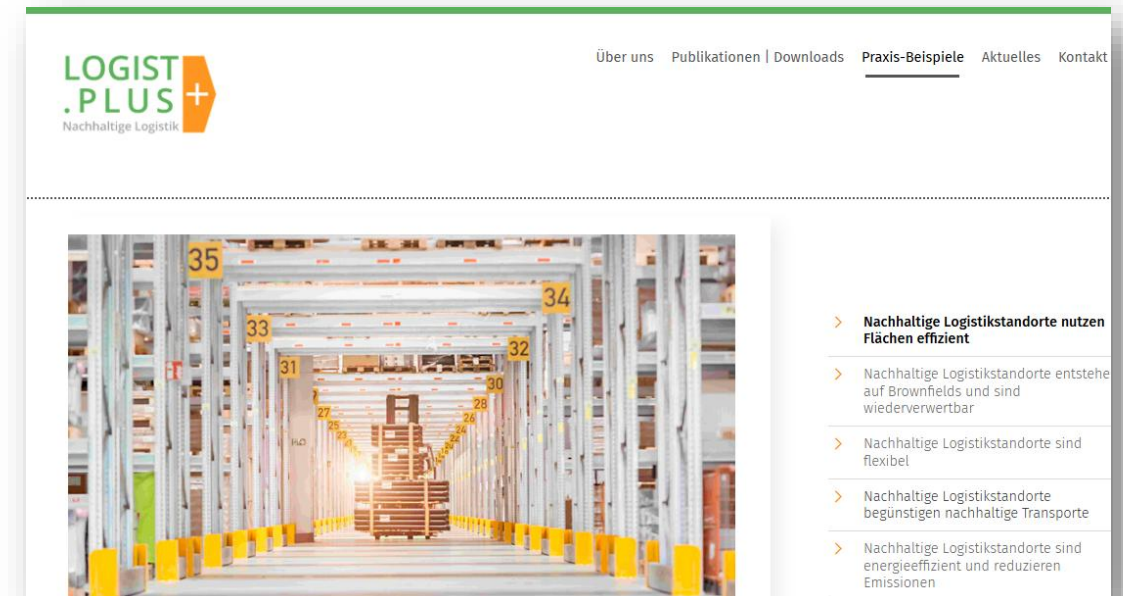 LOGIST
.PLUS
+
Nachhaltige Logistik
Über uns Publikationen | Downloads Praxis-Beispiele Aktuelles Kontakt
35
34
33
32
31
30
28
27
26
25
24
23
22
Nachhaltige Logistikstandorte nutzen
Flächen effizient
Nachhaltige Logistikstandorte entstehe
auf Brownfields und sind
wiederverwertbar
Nachhaltige Logistikstandorte sind
flexibel
Nachhaltige Logistikstandorte
begünstigen nachhaltige Transporte
Nachhaltige Logistikstandorte sind
energieeffizient und reduzieren
Emissionen